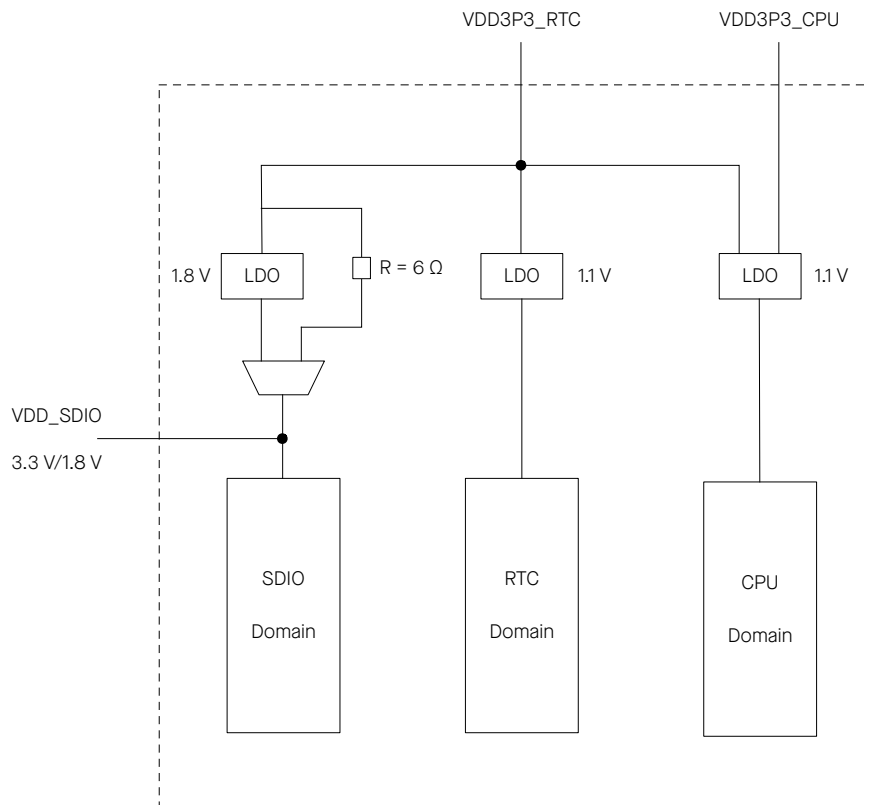 VDD3P3_RTC
VDD3P3_CPU
1.8 V
LDO
R = 6 Ω
LDO
1.1 V
LDO
1.1 V
VDD_SDIO
3.3 V/1.8 V
SDIO
Domain
RTC
Domain
CPU
Domain